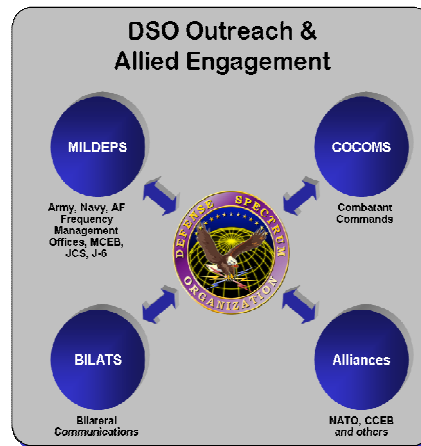 DSO Outreach &
Allied Engagement
MILDEPS
COCOMS
Army, Navy, AF
Frequency
Management
Offices, MCEB,
JCS, J-6
Combatant
Commands
DEFENSE SPECTRUM
ORGANIZATION
BILATS
Alliances
Bilateral
Communications
NATO, CCEB
and others